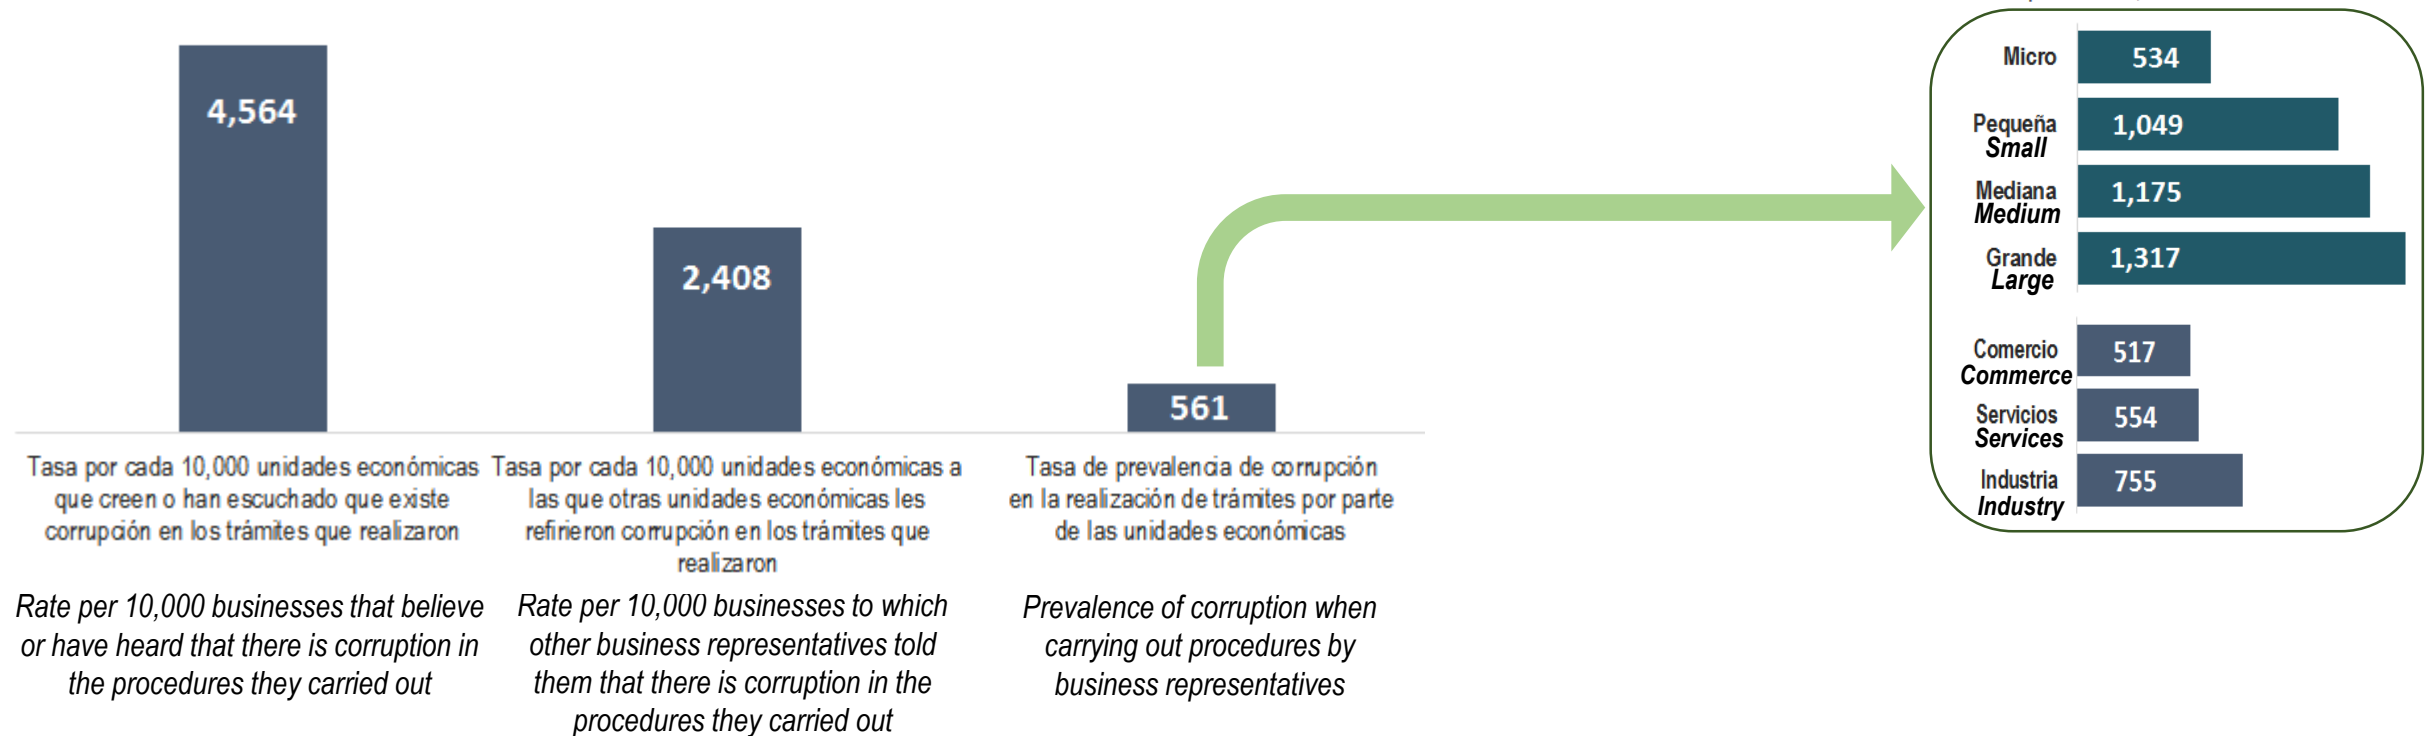 4,564
2,408
561
Tasa por cada 10,000 unidades económicas
que creen o han escuchado que existe
corrupción en los trámites que realizaron
Rate per 10,000 businesses that believe
or have heard that there is corruption in
the procedures they carried out
Tasa por cada 10,000 unidades económicas a
las que otras unidades económicas les
refirieron corrupción en los trámites que
realizaron
Rate per 10,000 businesses to which
other business representatives told
them that there is corruption in the
procedures they carried out
Tasa de prevalencia de corrupción
en la realización de trámites por parte
de las unidades económicas
Prevalence of corruption when
carrying out procedures by
business representatives
Micro 534
Pequeña 1,049
Small
Mediana 1,175
Medium
Grande 1,317
Large
Comercio 517
Commerce
Servicios 554
Services
Industria 755
Industry